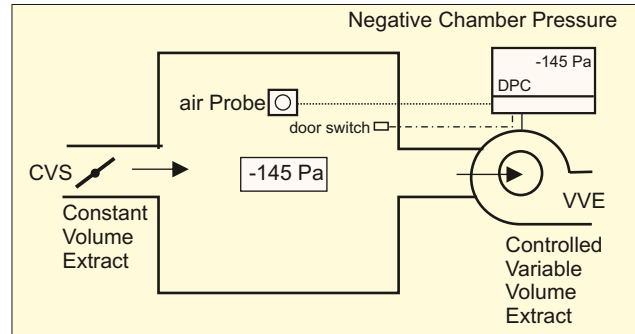 Negative Chamber Pressure
-145 Pa
DPC
air Probe
door switch
CVS
-145 Pa
VVE
Constant
Volume
Extract
Controlled
Variable
Volume
Extract